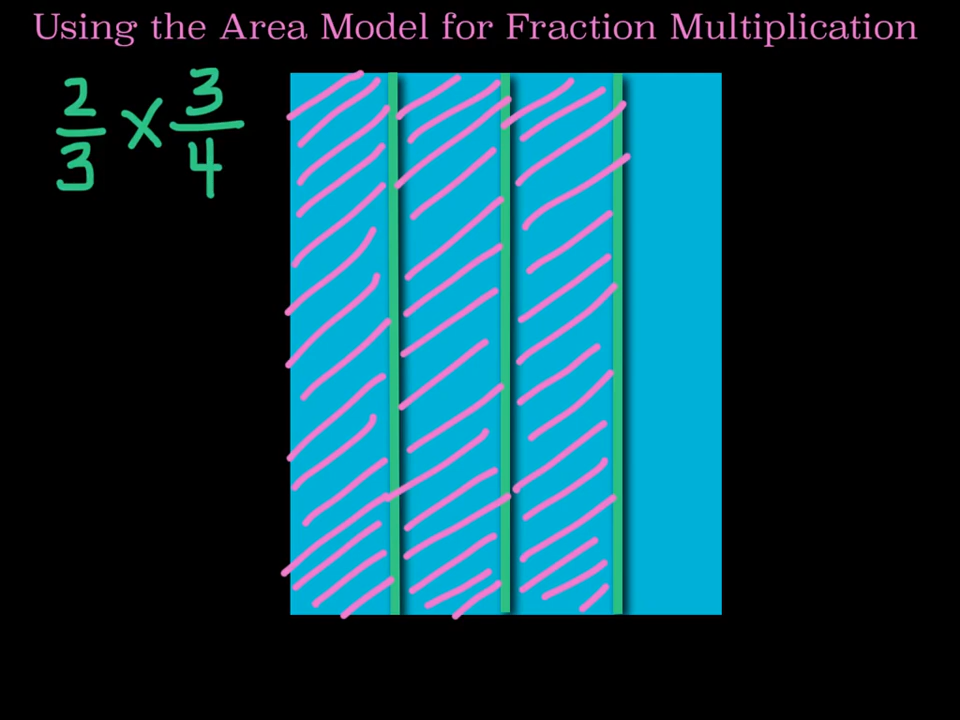 Using the Area Model for Fraction Multiplication
2/3 × 3/4